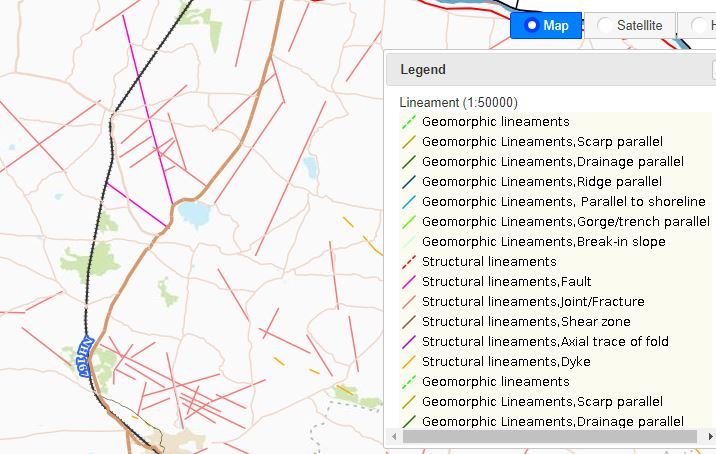 Map
Satellite
H
Legend
Lineament (1:50000)
Geomorphic lineaments
Geomorphic Lineaments,Scarp parallel
Geomorphic Lineaments,Drainage parallel
Geomorphic Lineaments,Ridge parallel
Geomorphic Lineaments, Parallel to shoreline
Geomorphic Lineaments,Gorge/trench parallel
Geomorphic Lineaments,Break-in slope
Structural lineaments
Structural lineaments,Fault
Structural lineaments,Joint/Fracture
Structural lineaments,Shear zone
Structural lineaments,Axial trace of fold
Structural lineaments,Dyke
Geomorphic lineaments
Geomorphic Lineaments,Scarp parallel
Geomorphic Lineaments,Drainage parallel
NH167